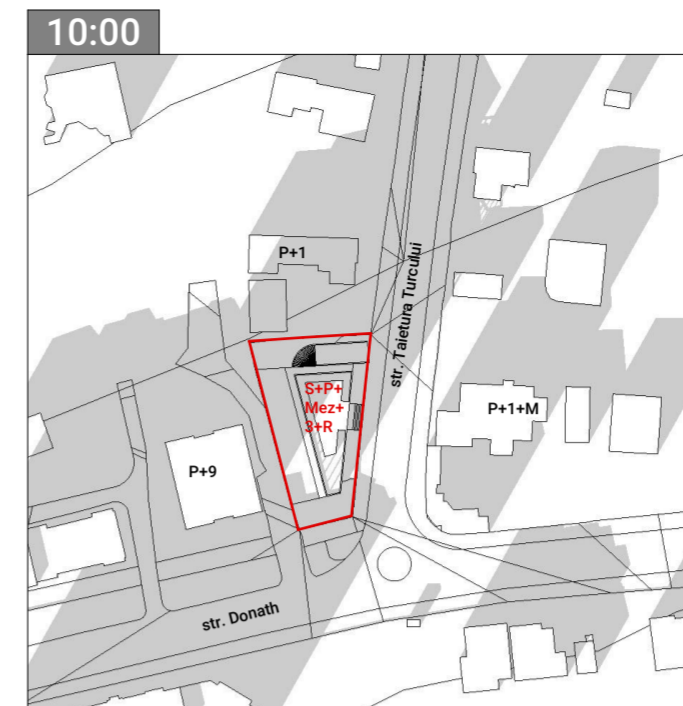 10:00
P+1
str. Taietura Turcului
S+P+
Mez+
3+R
P+1+M
P+9
str. Donath